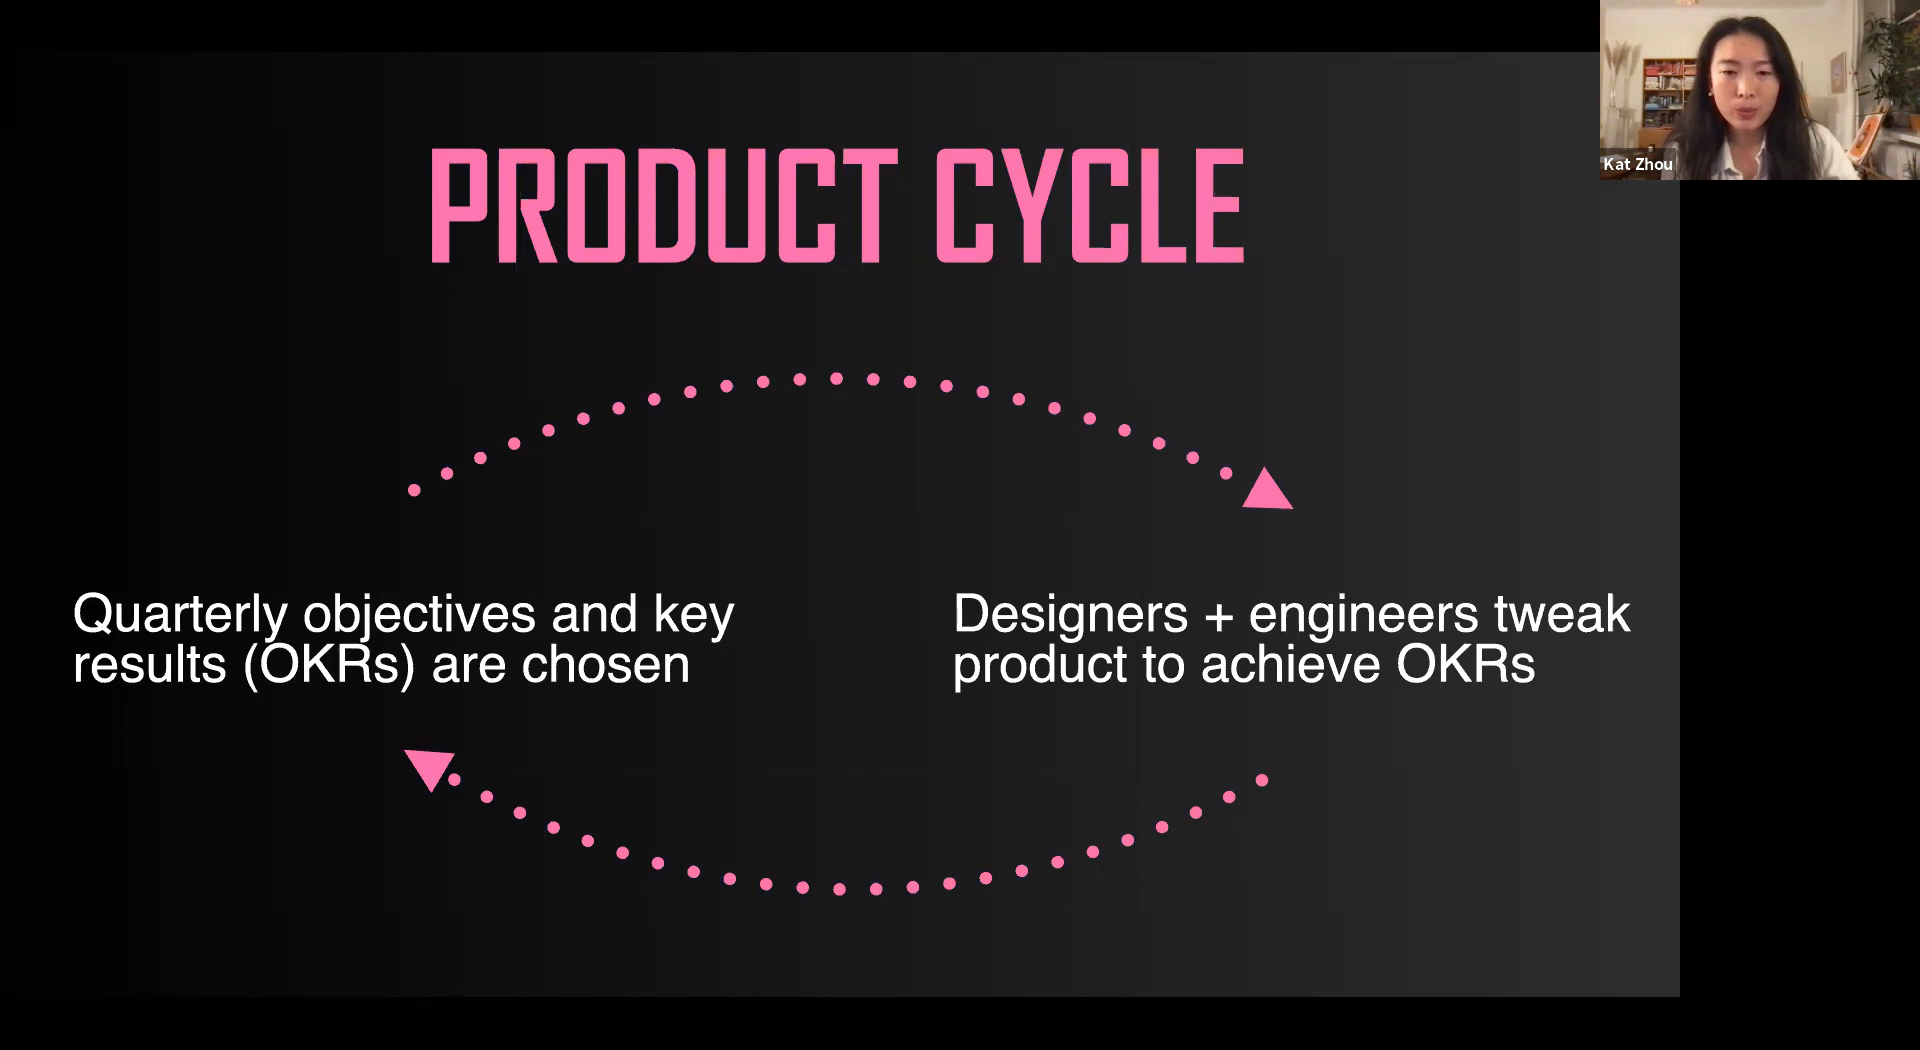 PRODUCT CYCLE
Quarterly objectives and key
results (OKRs) are chosen
Designers + engineers tweak
product to achieve OKRs
Kat Zhou